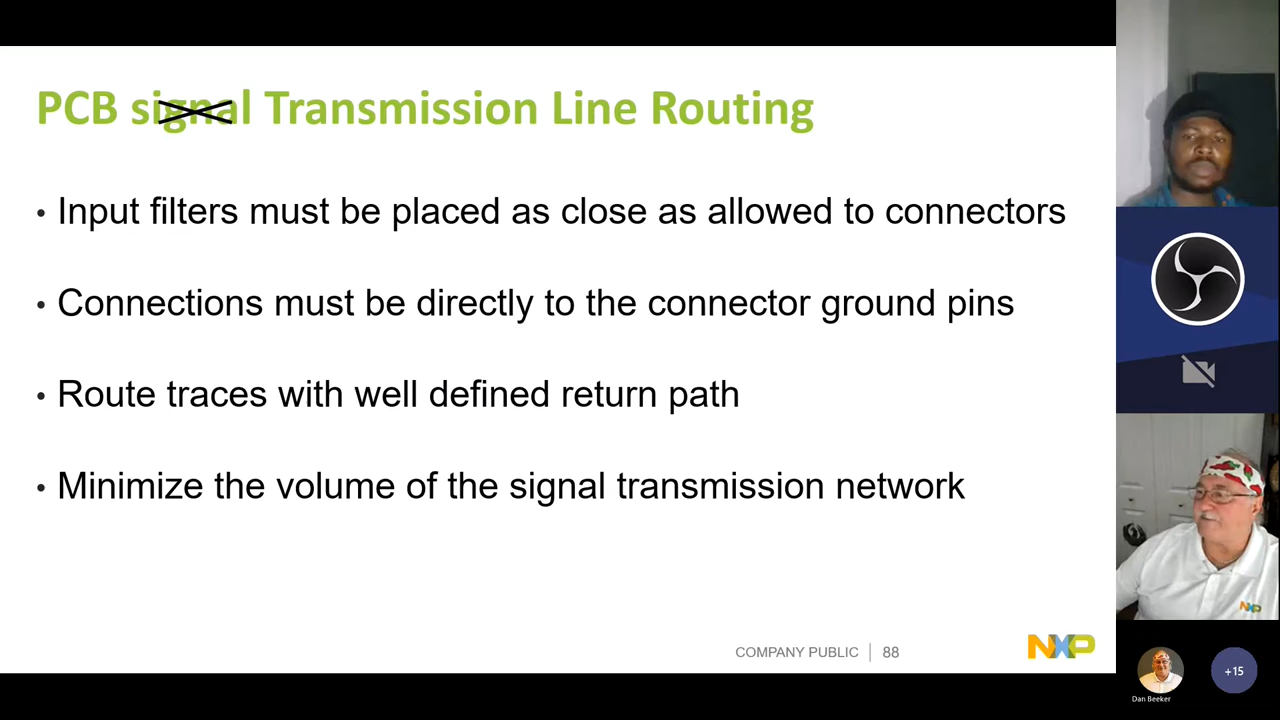 PCB signal Transmission Line Routing
• Input filters must be placed as close as allowed to connectors
• Connections must be directly to the connector ground pins
• Route traces with well defined return path
• Minimize the volume of the signal transmission network
COMPANY PUBLIC | 88
NXP
NXP
Dan Beeker
+15